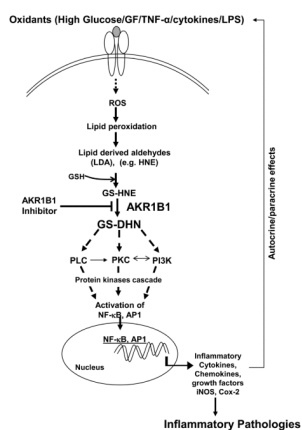 Oxidants (High Glucose/GF/TNF-α/cytokines/LPS)
ROS
Lipid peroxidation
Lipid derived aldehydes
(LDA), (e.g. HNE)
GSH
GS-HNE
AKR1B1
Inhibitor
AKR1B1
GS-DHN
PLC
PKC
PI3K
Protein kinases cascade
Activation of
NF-κB, AP1
NF-κB, AP1
Nucleus
Inflammatory
Cytokines,
Chemokines,
growth factors
iNOS, Cox-2
Inflammatory Pathologies
Autocrine/paracrine effects